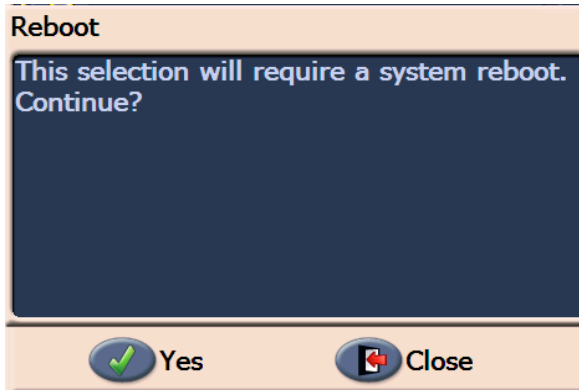 Reboot
This selection will require a system reboot.
Continue?
Yes
Close